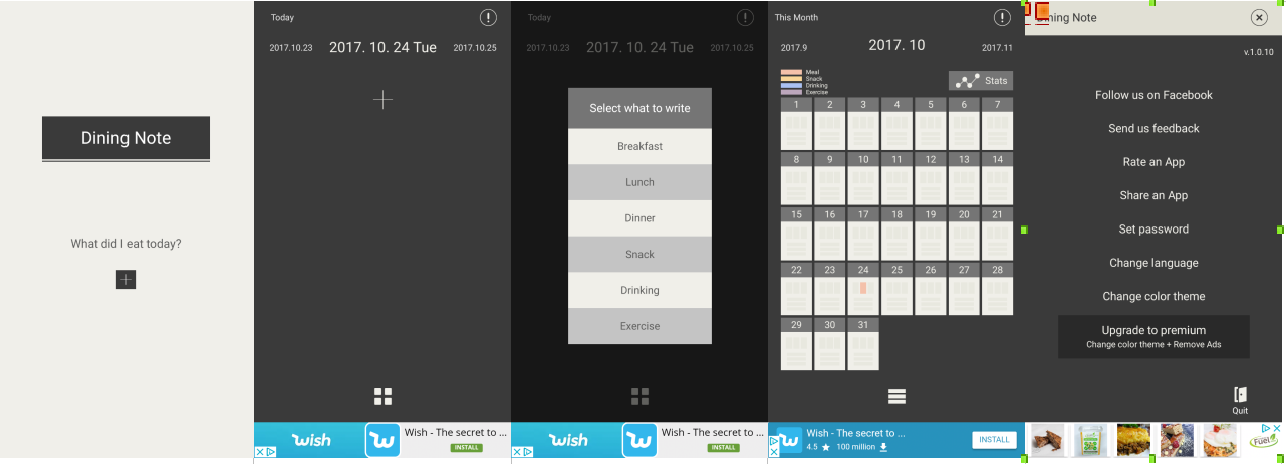 Dining Note
What did I eat today?
Today
2017.10.23 2017. 10. 24 Tue 2017.10.25
wish
Wish - The secret to ...
INSTALL
Today
2017.10.23 2017. 10. 24 Tue 2017.10.25
Select what to write
Breakfast
Lunch
Dinner
Snack
Drinking
Exercise
wish
Wish - The secret to ...
INSTALL
This Month
2017.9 2017. 10 2017.11
Meal
Snack
Drinking
Exercise
Stats
1 2 3 4 5 6 7
8 9 10 11 12 13 14
15 16 17 18 19 20 21
22 23 24 25 26 27 28
29 30 31
Wish - The secret to ...
4.5 ★ 100 million
INSTALL
Dining Note
v.1.0.10
Follow us on Facebook
Send us feedback
Rate an App
Share an App
Set password
Change language
Change color theme
Upgrade to premium
Change color theme + Remove Ads
Quit
Fuel